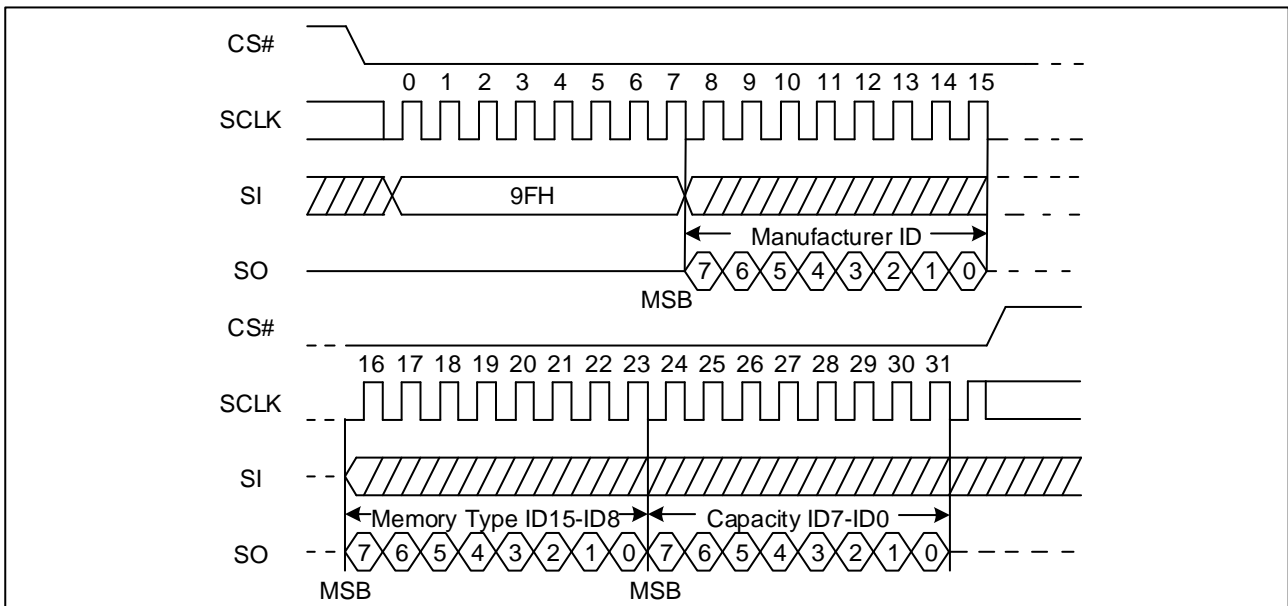 CS#
0 1 2 3 4 5 6 7 8 9 10 11 12 13 14 15
SCLK
SI 9FH
Manufacturer ID
SO 7 6 5 4 3 2 1 0
MSB
CS#
16 17 18 19 20 21 22 23 24 25 26 27 28 29 30 31
SCLK
SI
Memory Type ID15-ID8 Capacity ID7-ID0
SO 7 6 5 4 3 2 1 0 7 6 5 4 3 2 1 0
MSB MSB